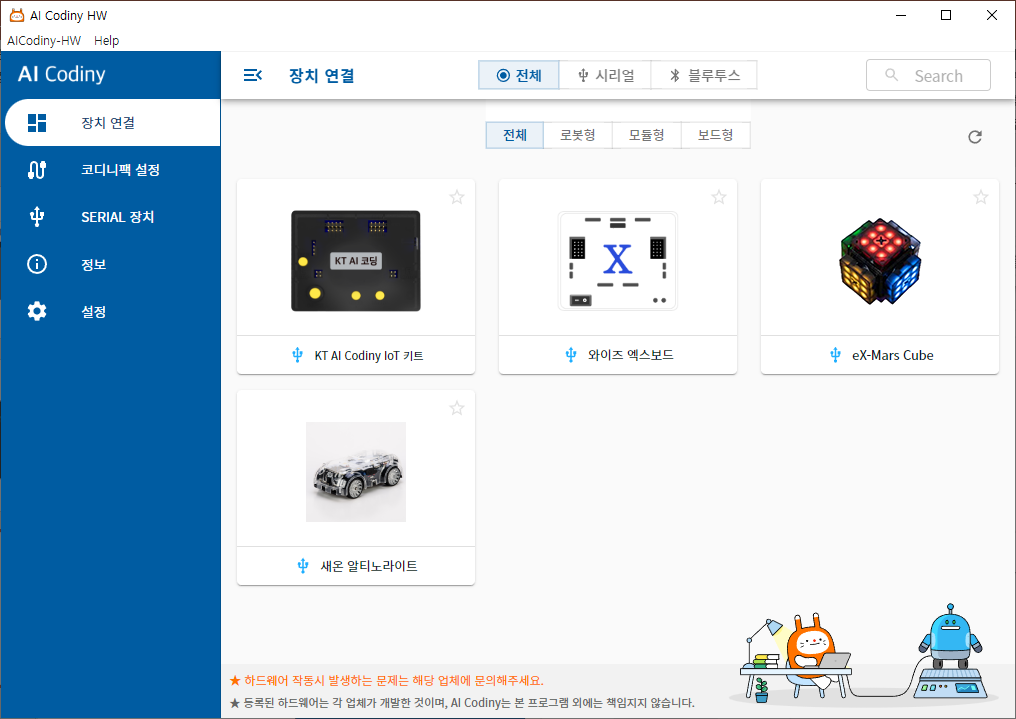 AI Codiny HW
AICodiny-HW Help
AI Codiny
장치 연결
전체 시리얼 블루투스
Search
장치 연결
코디니팩 설정
SERIAL 장치
정보
설정
전체 로봇형 모듈형 보드형
KT AI 코딩
X
KT AI Codiny IoT 키트
와이즈 엑스보드
eX-Mars Cube
새온 알티노라이트
★ 하드웨어 작동시 발생하는 문제는 해당 업체에 문의해주세요.
★ 등록된 하드웨어는 각 업체가 개발한 것이며, AI Codiny는 본 프로그램 외에는 책임지지 않습니다.